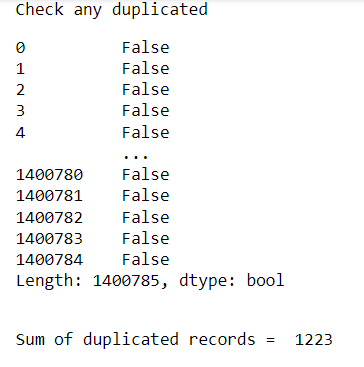 Check any duplicated
0 False
1 False
2 False
3 False
4 False
...
1400780 False
1400781 False
1400782 False
1400783 False
1400784 False
Length: 1400785, dtype: bool
Sum of duplicated records = 1223